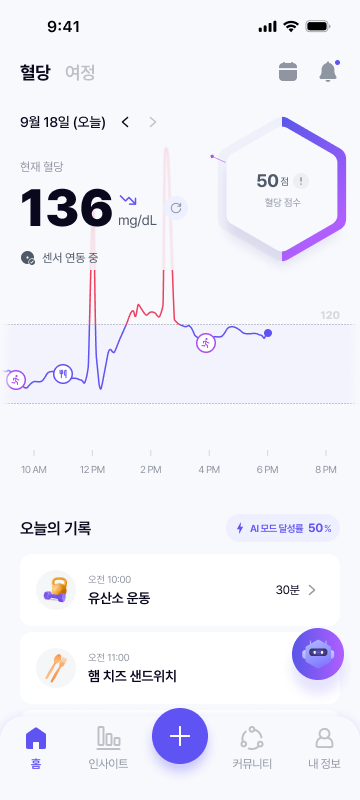 9:41
혈당 여정
9월 18일 (오늘)
현재 혈당
136 mg/dL
센서 연동 중
50점
혈당 점수
120
10 AM 12 PM 2 PM 4 PM 6 PM 8 PM
오늘의 기록
AI 모드 달성률 50%
오전 10:00
유산소 운동
30분
오전 11:00
햄 치즈 샌드위치
홈 인사이트 커뮤니티 내 정보